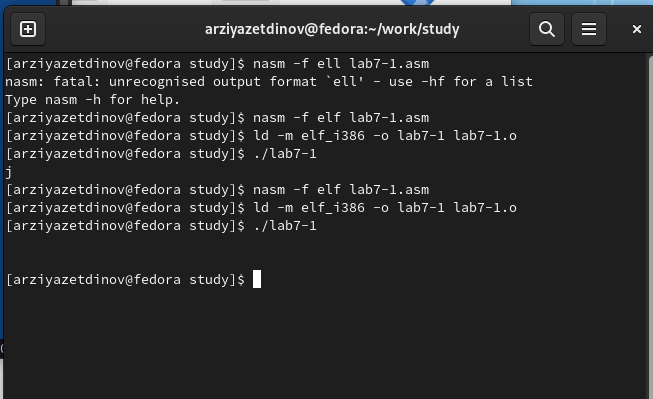 arziyazetdinov@fedora:~/work/study
[arziyazetdinov@fedora study]$ nasm -f ell lab7-1.asm
nasm: fatal: unrecognised output format `ell' - use -hf for a list
Type nasm -h for help.
[arziyazetdinov@fedora study]$ nasm -f elf lab7-1.asm
[arziyazetdinov@fedora study]$ ld -m elf_i386 -o lab7-1 lab7-1.o
[arziyazetdinov@fedora study]$ ./lab7-1
j
[arziyazetdinov@fedora study]$ nasm -f elf lab7-1.asm
[arziyazetdinov@fedora study]$ ld -m elf_i386 -o lab7-1 lab7-1.o
[arziyazetdinov@fedora study]$ ./lab7-1
[arziyazetdinov@fedora study]$